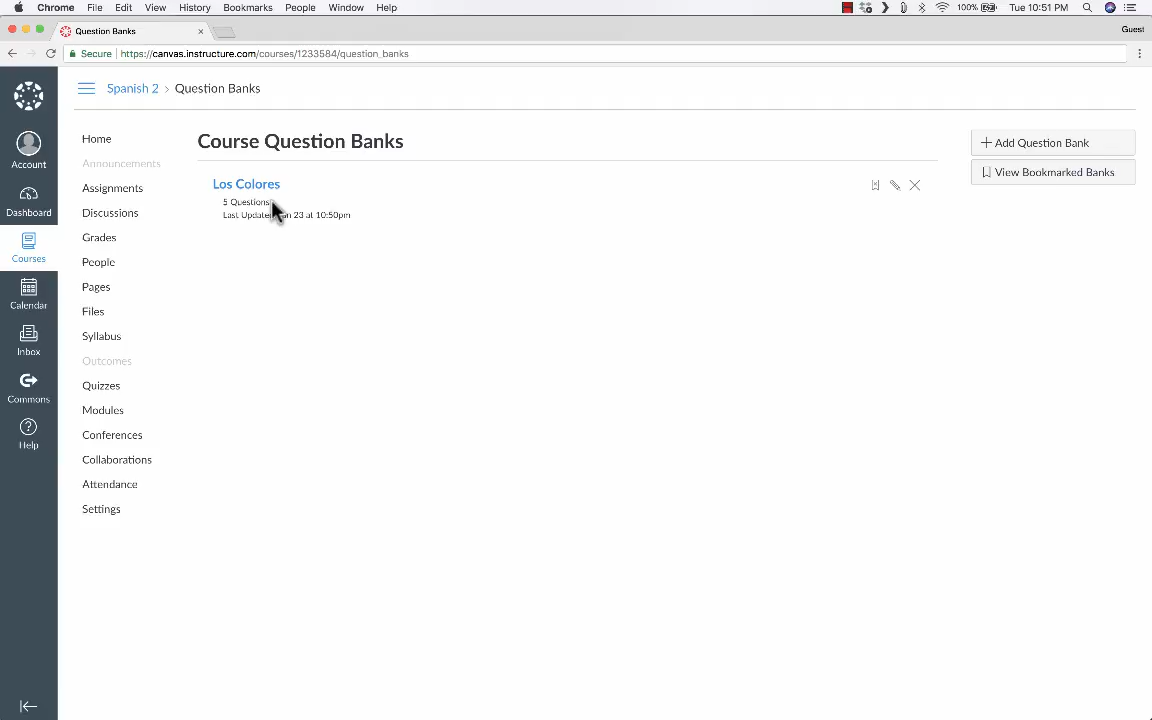 Chrome File Edit View History Bookmarks People Window Help 100% Tue 10:51 PM
Question Banks Guest
Secure https://canvas.instructure.com/courses/1233584/question_banks
Spanish 2 > Question Banks
Account
Dashboard
Courses
Calendar
Inbox
Commons
Help
Home
Announcements
Assignments
Discussions
Grades
People
Pages
Files
Syllabus
Outcomes
Quizzes
Modules
Conferences
Collaborations
Attendance
Settings
Course Question Banks
Los Colores
5 Questions
Last 23 at 10:50pm
+ Add Question Bank
View Bookmarked Banks